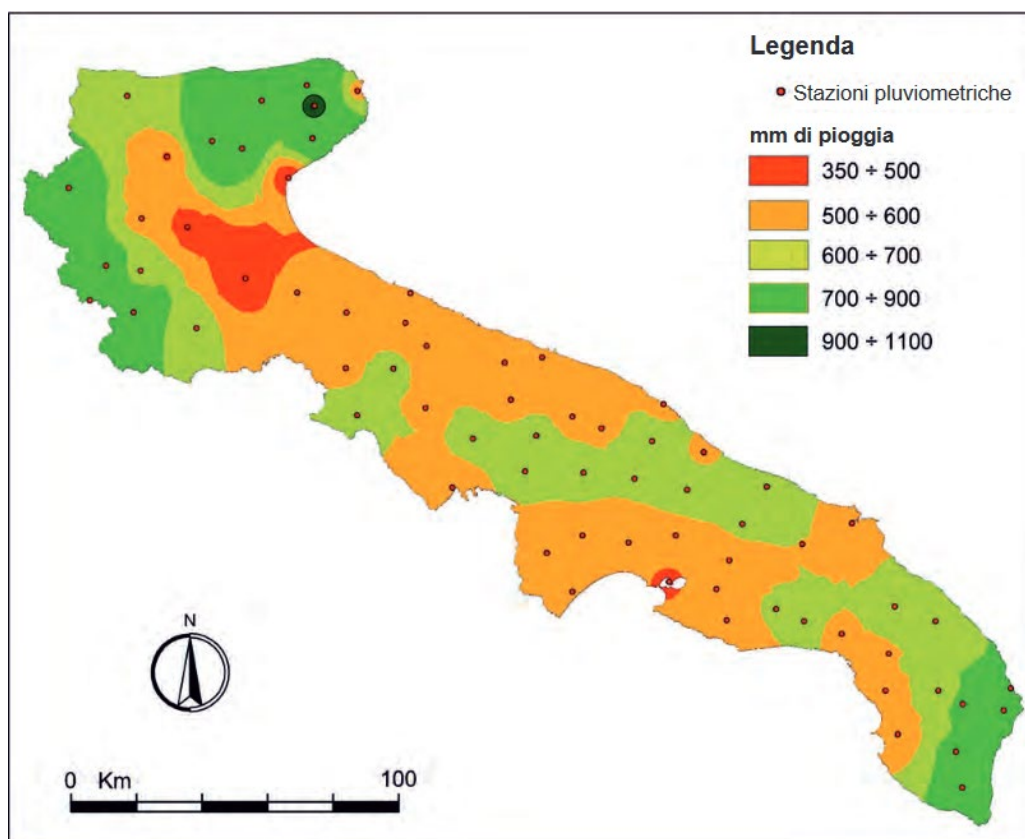 Legenda
Stazioni pluviometriche
mm di pioggia
350 ÷ 500
500 ÷ 600
600 ÷ 700
700 ÷ 900
900 ÷ 1100
N
0 Km 100